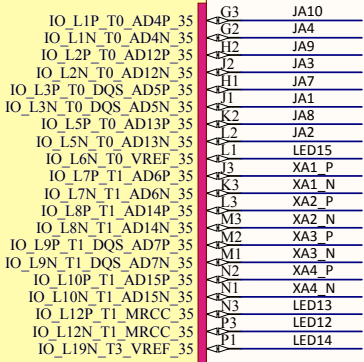 IO_L1P_T0_AD4P_35 G3 JA10
IO_L1N_T0_AD4N_35 G2 JA4
IO_L2P_T0_AD12P_35 H2 JA9
IO_L2N_T0_AD12N_35 J2 JA3
IO_L3P_T0_DQS_AD5P_35 H1 JA7
IO_L3N_T0_DQS_AD5N_35 J1 JA1
IO_L5P_T0_AD13P_35 K2 JA8
IO_L5N_T0_AD13N_35 L2 JA2
IO_L6N_T0_VREF_35 L1 LED15
IO_L7P_T1_AD6P_35 J3 XA1_P
IO_L7N_T1_AD6N_35 K3 XA1_N
IO_L8P_T1_AD14P_35 L3 XA2_P
IO_L8N_T1_AD14N_35 M3 XA2_N
IO_L9P_T1_DQS_AD7P_35 M2 XA3_P
IO_L9N_T1_DQS_AD7N_35 M1 XA3_N
IO_L10P_T1_AD15P_35 N2 XA4_P
IO_L10N_T1_AD15N_35 N1 XA4_N
IO_L12P_T1_MRCC_35 N3 LED13
IO_L12N_T1_MRCC_35 P3 LED12
IO_L19N_T3_VREF_35 P1 LED14